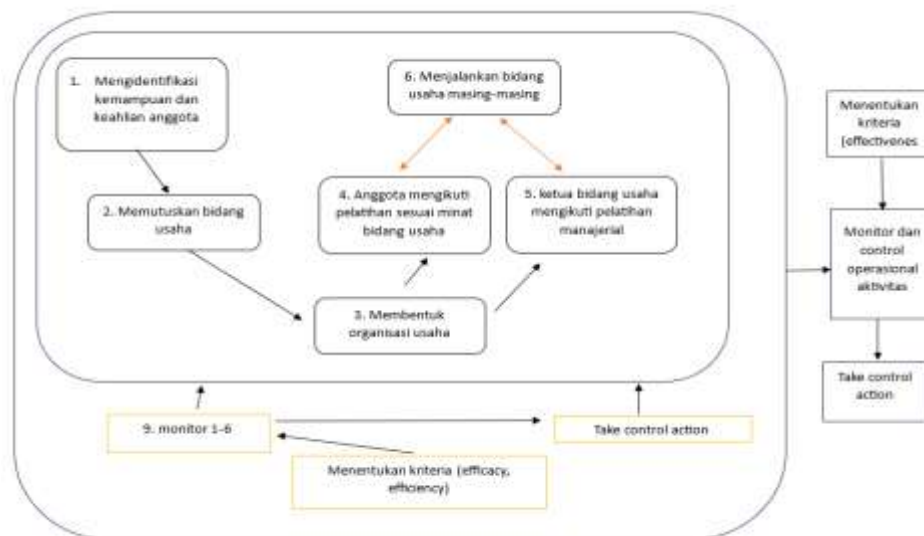 1. Mengidentifikasi
kemampuan dan
keahlian anggota
2. Memutuskan bidang
usaha
3. Membentuk
organisasi usaha
4. Anggota mengikuti
pelatihan sesuai minat
bidang usaha
5. ketua bidang usaha
mengikuti pelatihan
manajerial
6. Menjalankan bidang
usaha masing-masing
9. monitor 1-6
Take control action
Menentukan kriteria (efficacy,
efficiency)
Menentukan
kriteria
(effectivenes
Monitor dan
control
operasional
aktivitas
Take control
action